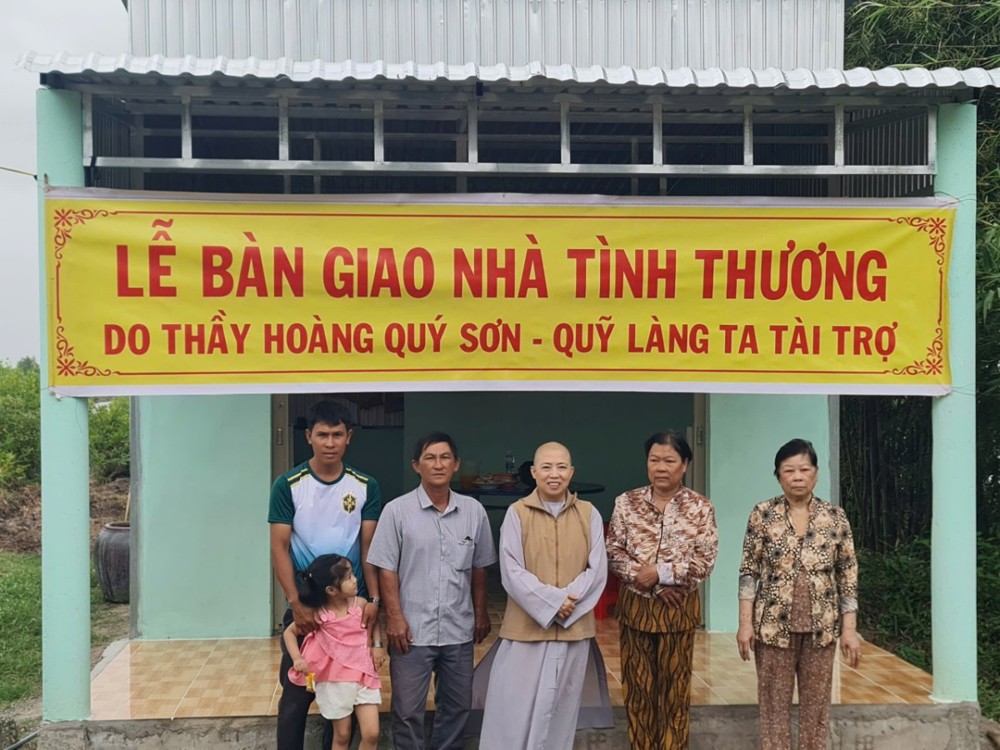 LỄ BÀN GIAO NHÀ TÌNH THƯƠNG
DO THẦY HOÀNG QUÝ SƠN - QUỸ LÀNG TA TÀI TRỢ